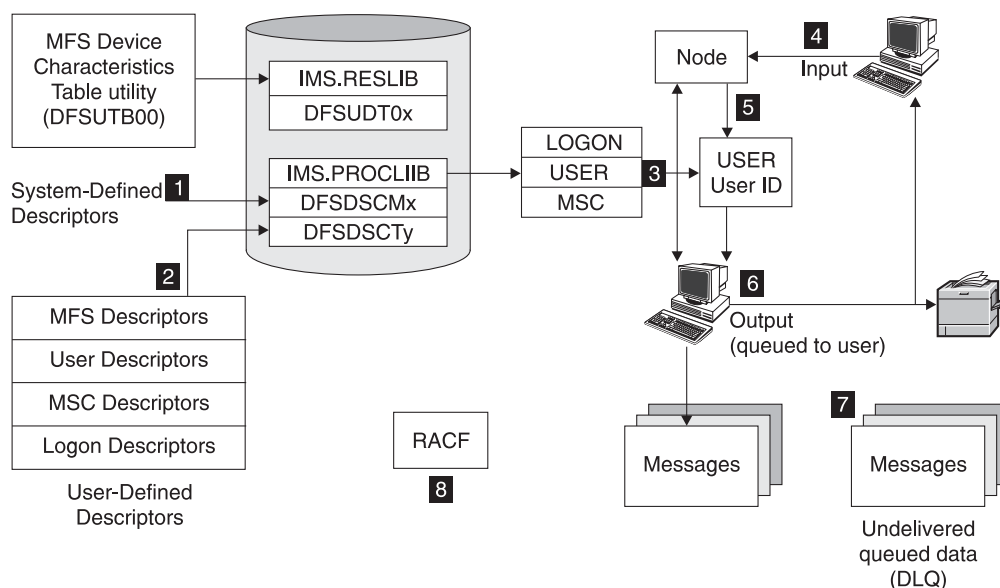 MFS Device
Characteristics
Table utility
(DFSUTB00)
IMS.RESLIB
DFSUDT0x
IMS.PROCLIIB
DFSDSCMx
DFSDSCTy
System-Defined
Descriptors
1
2
MFS Descriptors
User Descriptors
MSC Descriptors
Logon Descriptors
User-Defined
Descriptors
LOGON
USER
MSC
3
Node
4
Input
5
USER
User ID
6
Output
(queued to user)
Messages
7
Messages
Undelivered
queued data
(DLQ)
RACF
8